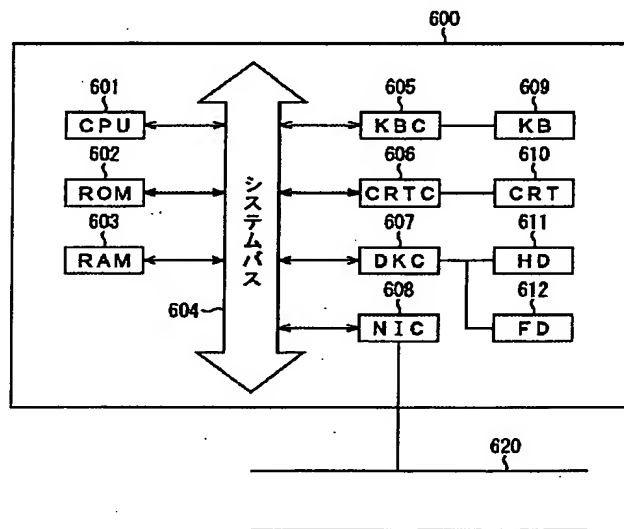 600
601
CPU
602
ROM
603
RAM
604
システムバス
605
KBC
606
CRTC
607
DKC
608
NIC
609
KB
610
CRT
611
HD
612
FD
620